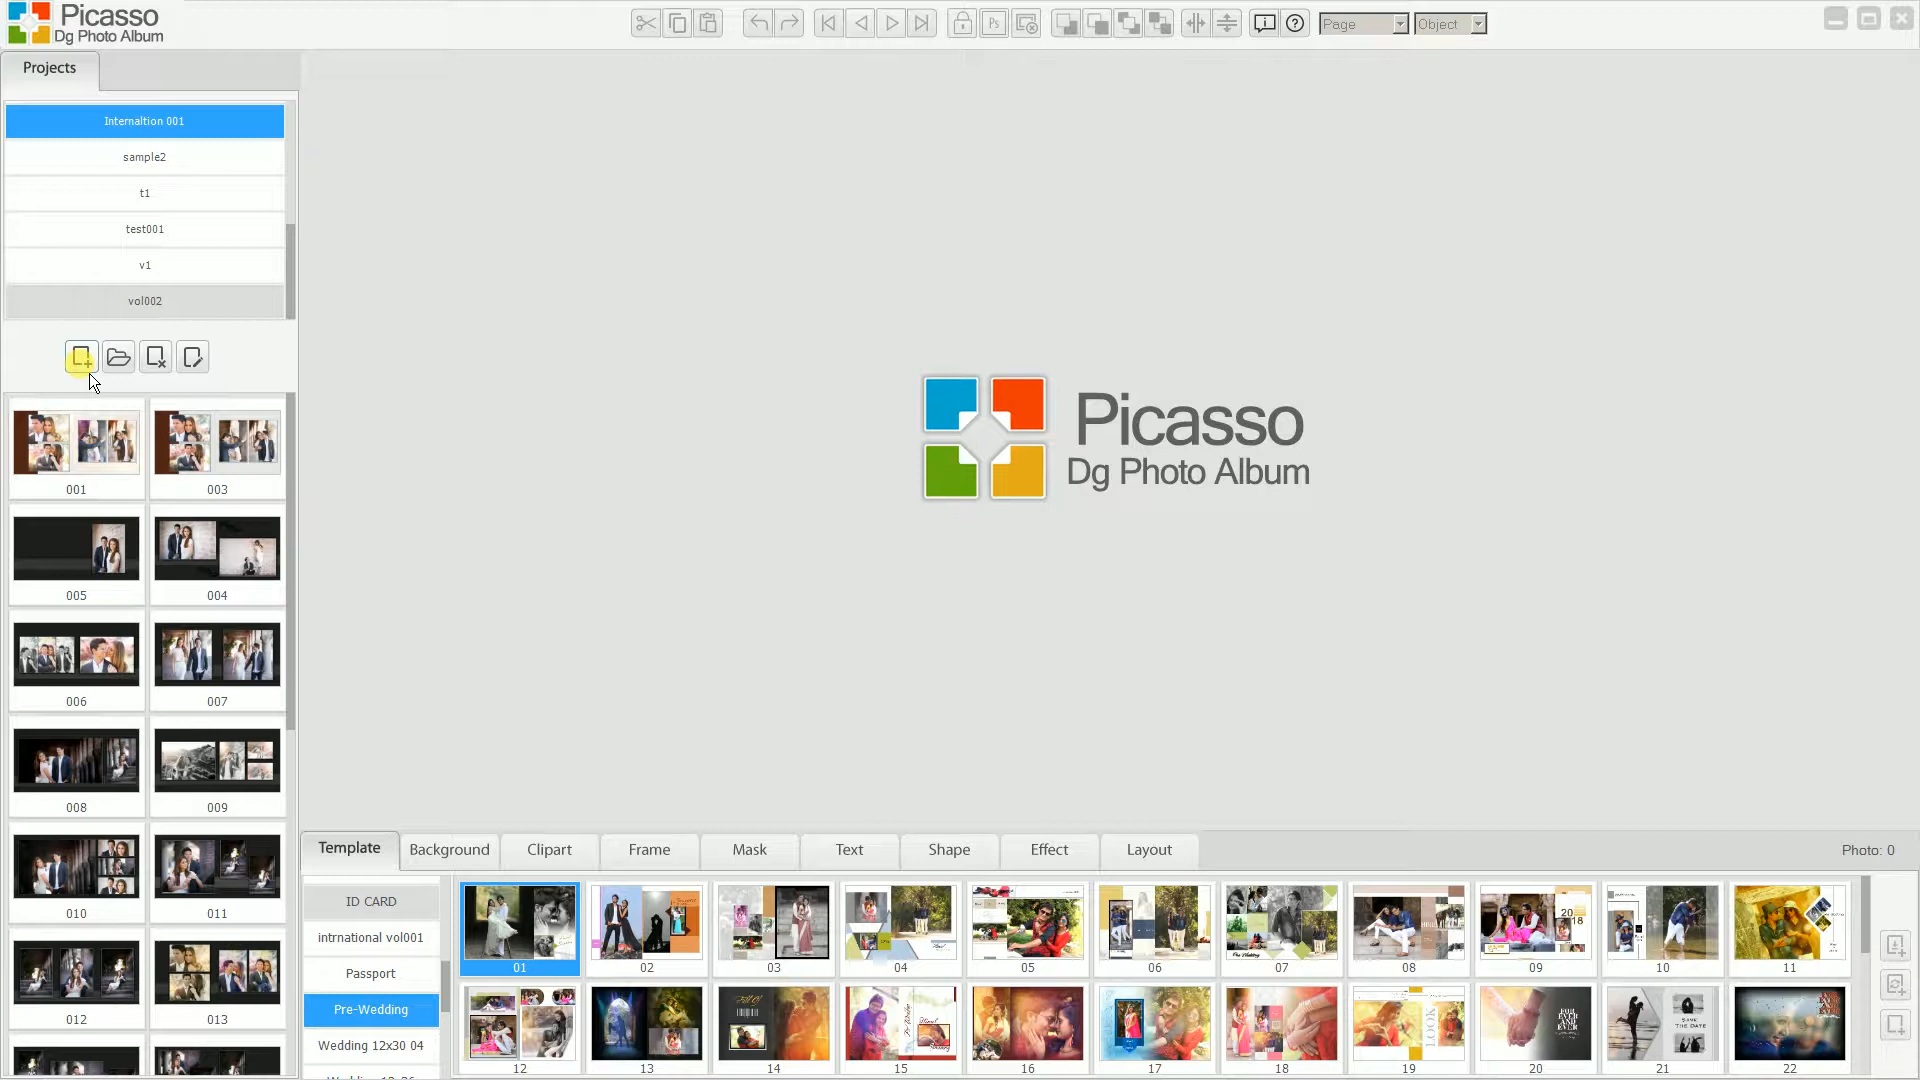 Picasso
Dg Photo Album
Ps
Page
Object
Projects
Internaltion 001
sample2
t1
test001
v1
vol002
001
003
005
004
006
007
008
009
010
011
012
013
Picasso
Dg Photo Album
Template
Background
Clipart
Frame
Mask
Text
Shape
Effect
Layout
Photo: 0
ID CARD
intrnational vol001
Passport
Pre-Wedding
Wedding 12x30 04
01
02
03
04
05
06
07
08
09
10
11
12
13
14
15
16
17
18
19
20
21
22